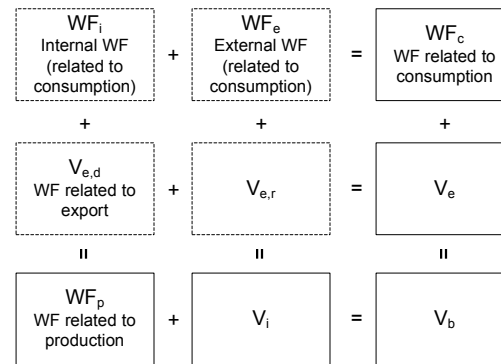 WFi + WFe = WFc
Internal WF External WF WF related to
(related to (related to consumption
consumption) consumption)
+ + +
Ve,d + Ve,r = Ve
WF related to
export
= = =
WFp + Vi = Vb
WF related to
production